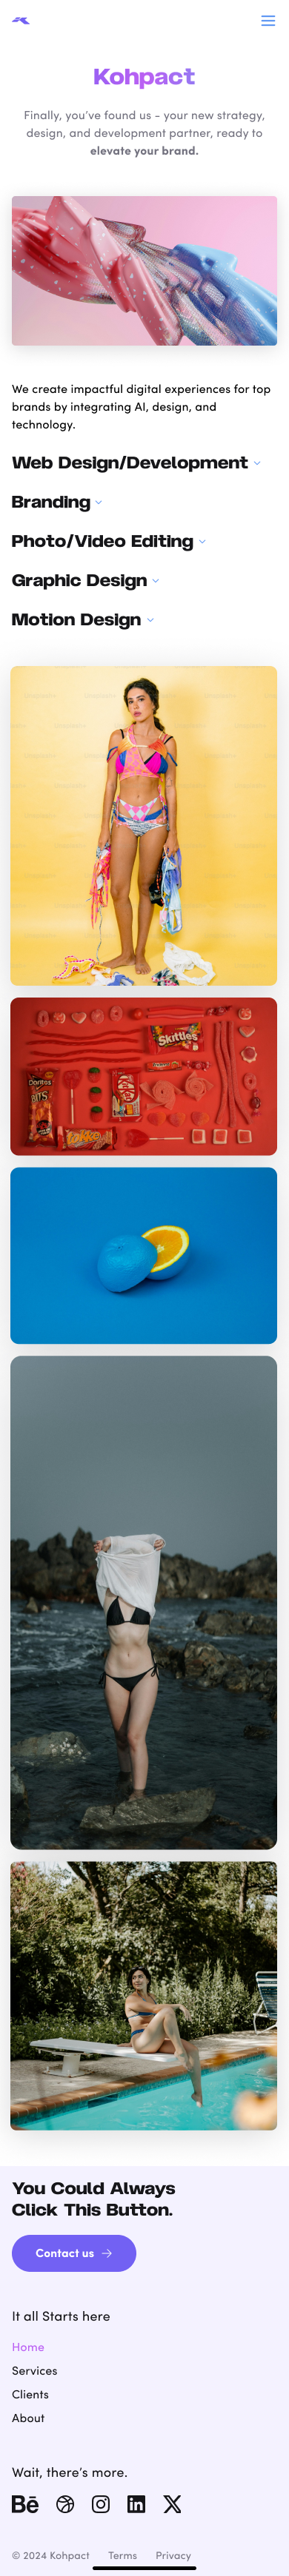 Kohpact
Finally, you've found us - your new strategy,
design, and development partner, ready to
elevate your brand.
We create impactful digital experiences for top
brands by integrating AI, design, and
technology.
Web Design/Development
Branding
Photo/Video Editing
Graphic Design
Motion Design
Skittles
Doritos
You Could Always
Click This Button.
Contact us
It all Starts here
Home
Services
Clients
About
Wait, there's more.
Bē
in
X
© 2024 Kohpact Terms Privacy